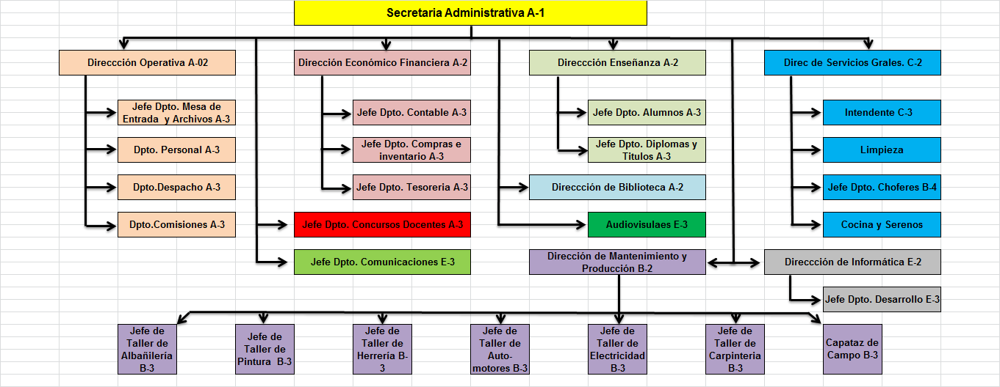 Secretaria Administrativa A-1
Direccción Operativa A-02
Dirección Económico Financiera A-2
Direccción Enseñanza A-2
Direc de Servicios Grales. C-2
Jefe Dpto. Mesa de
Entrada y Archivos A-3
Jefe Dpto. Contable A-3
Jefe Dpto. Alumnos A-3
Intendente C-3
Dpto. Personal A-3
Jefe Dpto. Compras e
inventario A-3
Jefe Dpto. Diplomas y
Titulos A-3
Limpieza
Dpto.Despacho A-3
Jefe Dpto. Tesoreria A-3
Direccción de Biblioteca A-2
Jefe Dpto. Choferes B-4
Dpto.Comisiones A-3
Jefe Dpto. Concursos Docentes A-3
Audiovisulaes E-3
Cocina y Serenos
Jefe Dpto. Comunicaciones E-3
Dirección de Mantenimiento y
Producción B-2
Direccción de Informática E-2
Jefe Dpto. Desarrollo E-3
Jefe de
Taller de
Albañilería
B-3
Jefe de
Taller de
Pintura B-3
Jefe de
Taller de
Herrería B-
3
Jefe de
Taller de
Auto-
motores B-3
Jefe de
Taller de
Electricidad
B-3
Jefe de
Taller de
Carpinteria
B-3
Capataz de
Campo B-3